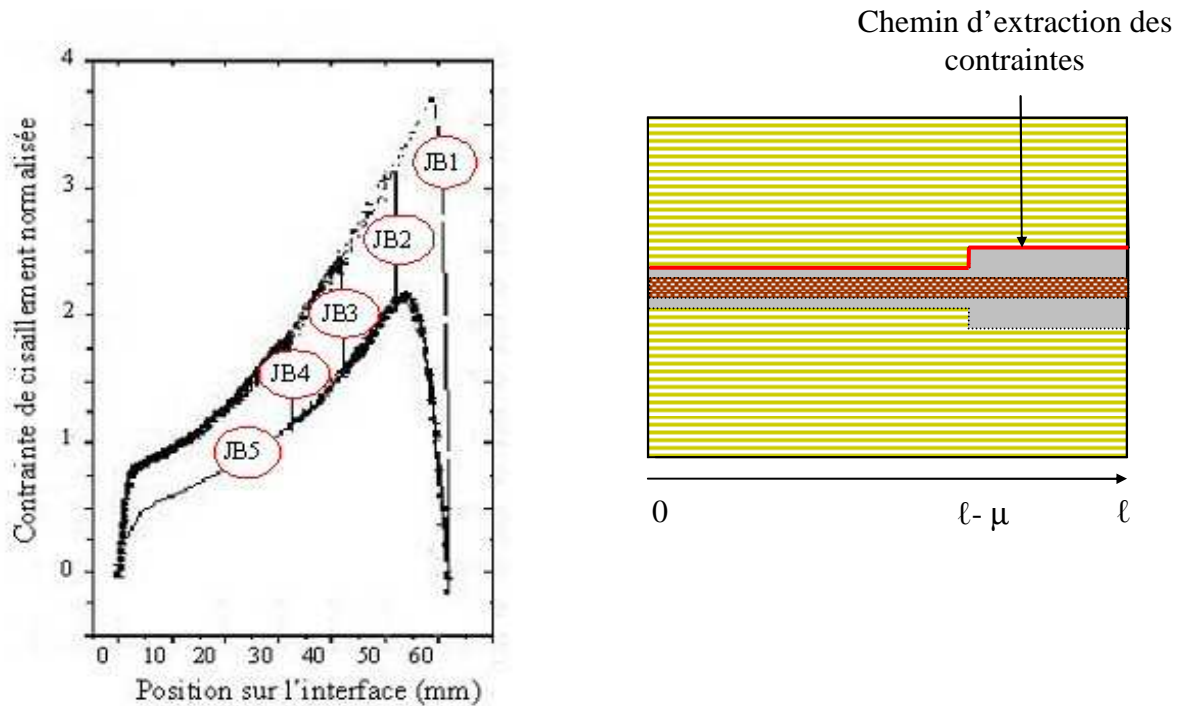 Contrainte de cisaillement normalisée
4
3
2
1
0
JB1
JB2
JB3
JB4
JB5
0 10 20 30 40 50 60
Position sur l'interface (mm)
Chemin d'extraction des
contraintes
0 ℓ- μ ℓ